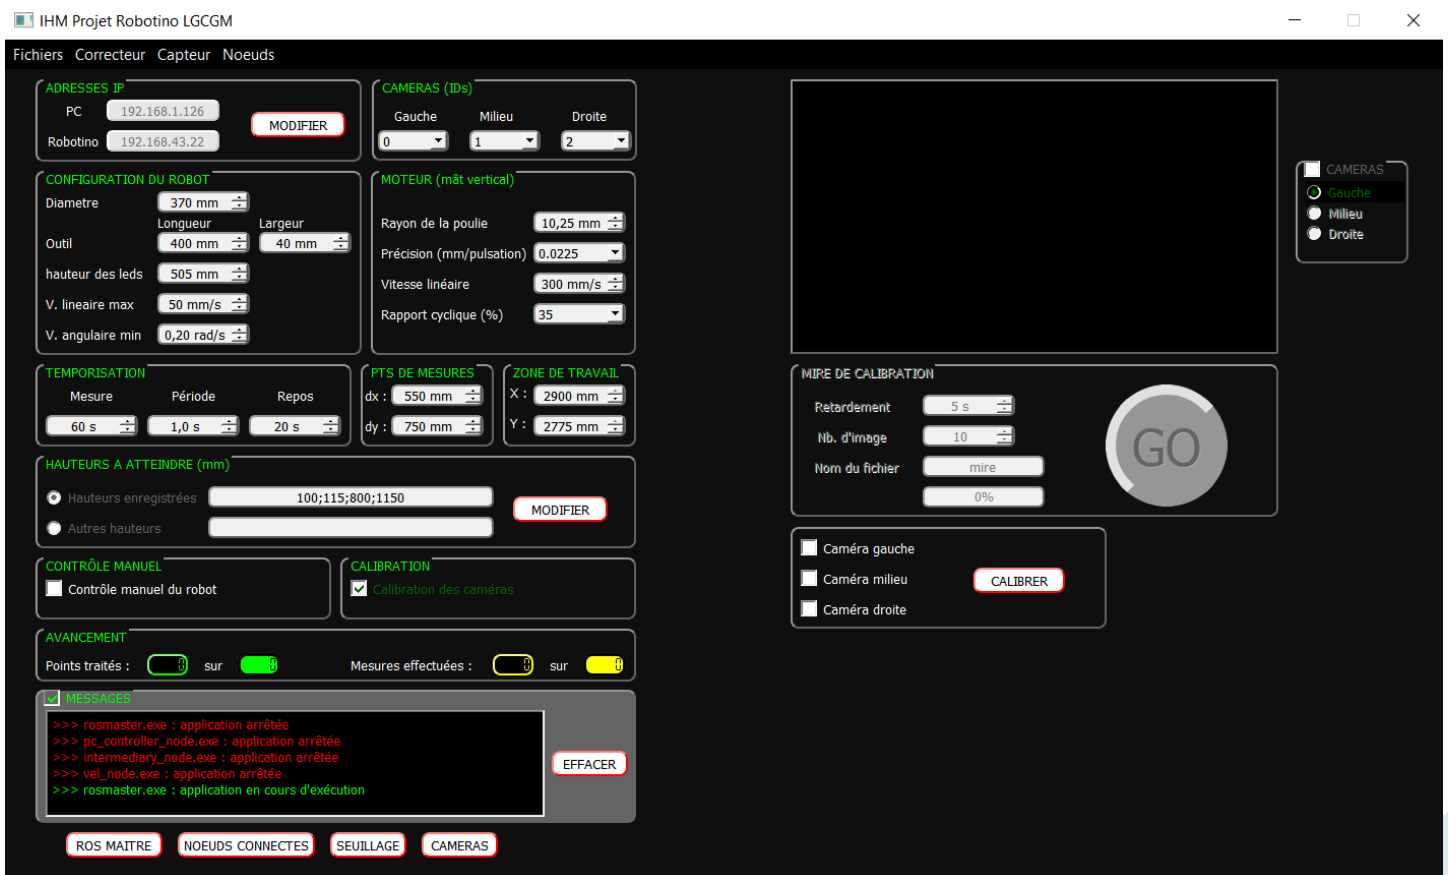 IHM Projet Robotino LGCGM
Fichiers Correcteur Capteur Noeuds
ADRESSES IP
PC 192.168.1.126
MODIFIER
Robotino 192.168.43.22
CAMERAS (IDs)
Gauche Milieu Droite
0 1 2
CONFIGURATION DU ROBOT
Diametre 370 mm
Longueur Largeur
Outil 400 mm 40 mm
hauteur des leds 505 mm
V. lineaire max 50 mm/s
V. angulaire min 0,20 rad/s
MOTEUR (mât vertical)
Rayon de la poulie 10,25 mm
Précision (mm/pulsation) 0.0225
Vitesse linéaire 300 mm/s
Rapport cyclique (%) 35
TEMPORISATION
Mesure Période Repos
60 s 1,0 s 20 s
PTS DE MESURES
dx : 550 mm
dy : 750 mm
ZONE DE TRAVAIL
X : 2900 mm
Y : 2775 mm
HAUTEURS A ATTEINDRE (mm)
Hauteurs enregistrées 100;115;800;1150
MODIFIER
Autres hauteurs
CONTRÔLE MANUEL
Contrôle manuel du robot
CALIBRATION
Calibration des caméras
AVANCEMENT
Points traités : 0 sur 0 Mesures effectuées : 0 sur 0
MESSAGES
>>> rosmaster.exe : application arrêtée
>>> pc_controller_node.exe : application arrêtée
>>> intermediary_node.exe : application arrêtée
>>> vel_node.exe : application arrêtée
>>> rosmaster.exe : application en cours d'exécution
EFFACER
ROS MAITRE NOEUDS CONNECTES SEUILLAGE CAMERAS
CAMERAS
Gauche
Milieu
Droite
MIRE DE CALIBRATION
Retardement 5 s
Nb. d'image 10
Nom du fichier mire
0%
GO
Caméra gauche
Caméra milieu
Caméra droite
CALIBRER